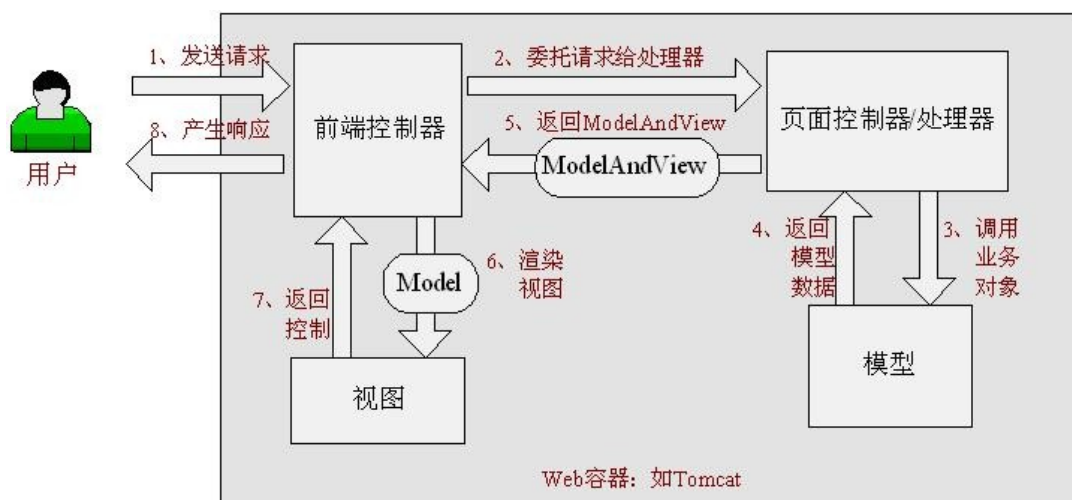 1、发送请求
2、委托请求给处理器
8、产生响应
前端控制器
5、返回ModelAndView
页面控制器/处理器
用户
ModelAndView
4、返回
模型
数据
3、调用
业务
对象
6、渲染
视图
Model
7、返回
控制
视图
模型
Web容器：如Tomcat